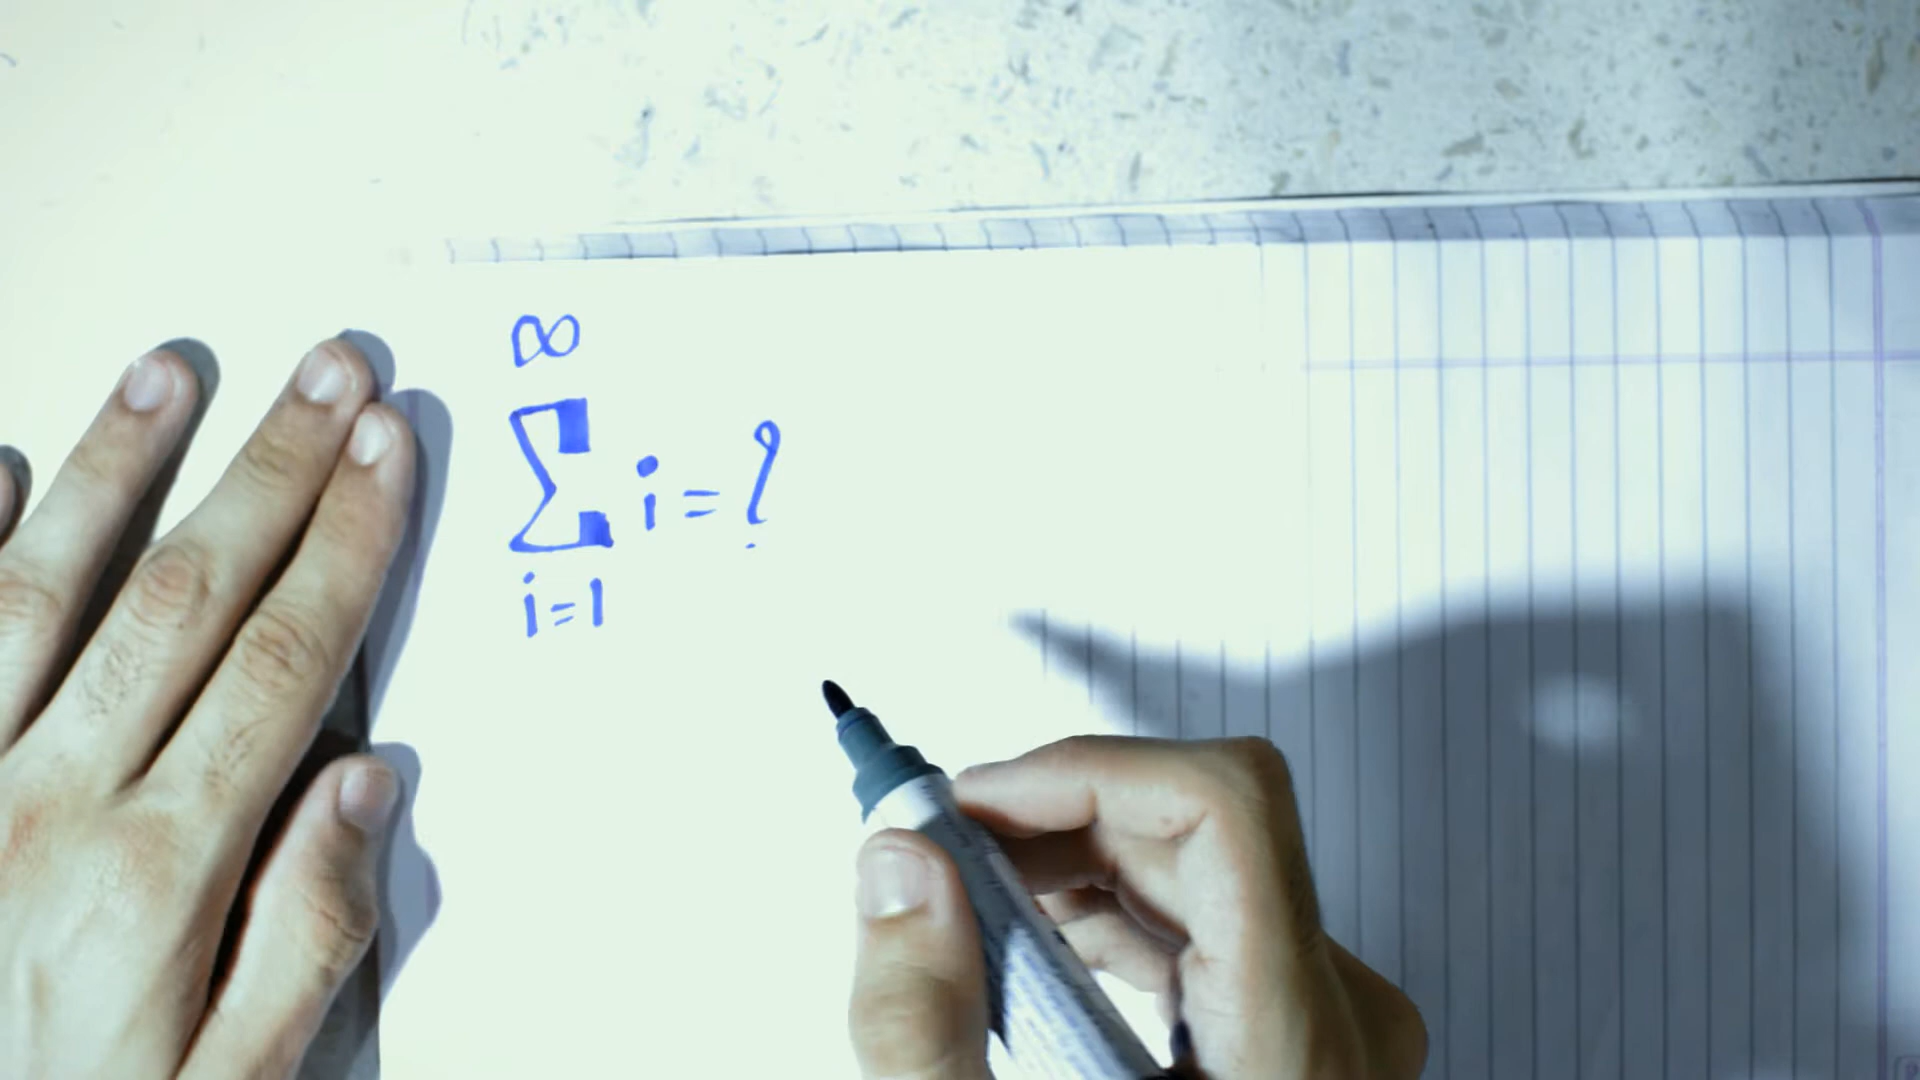 ∞
∑ i = ?
i=1